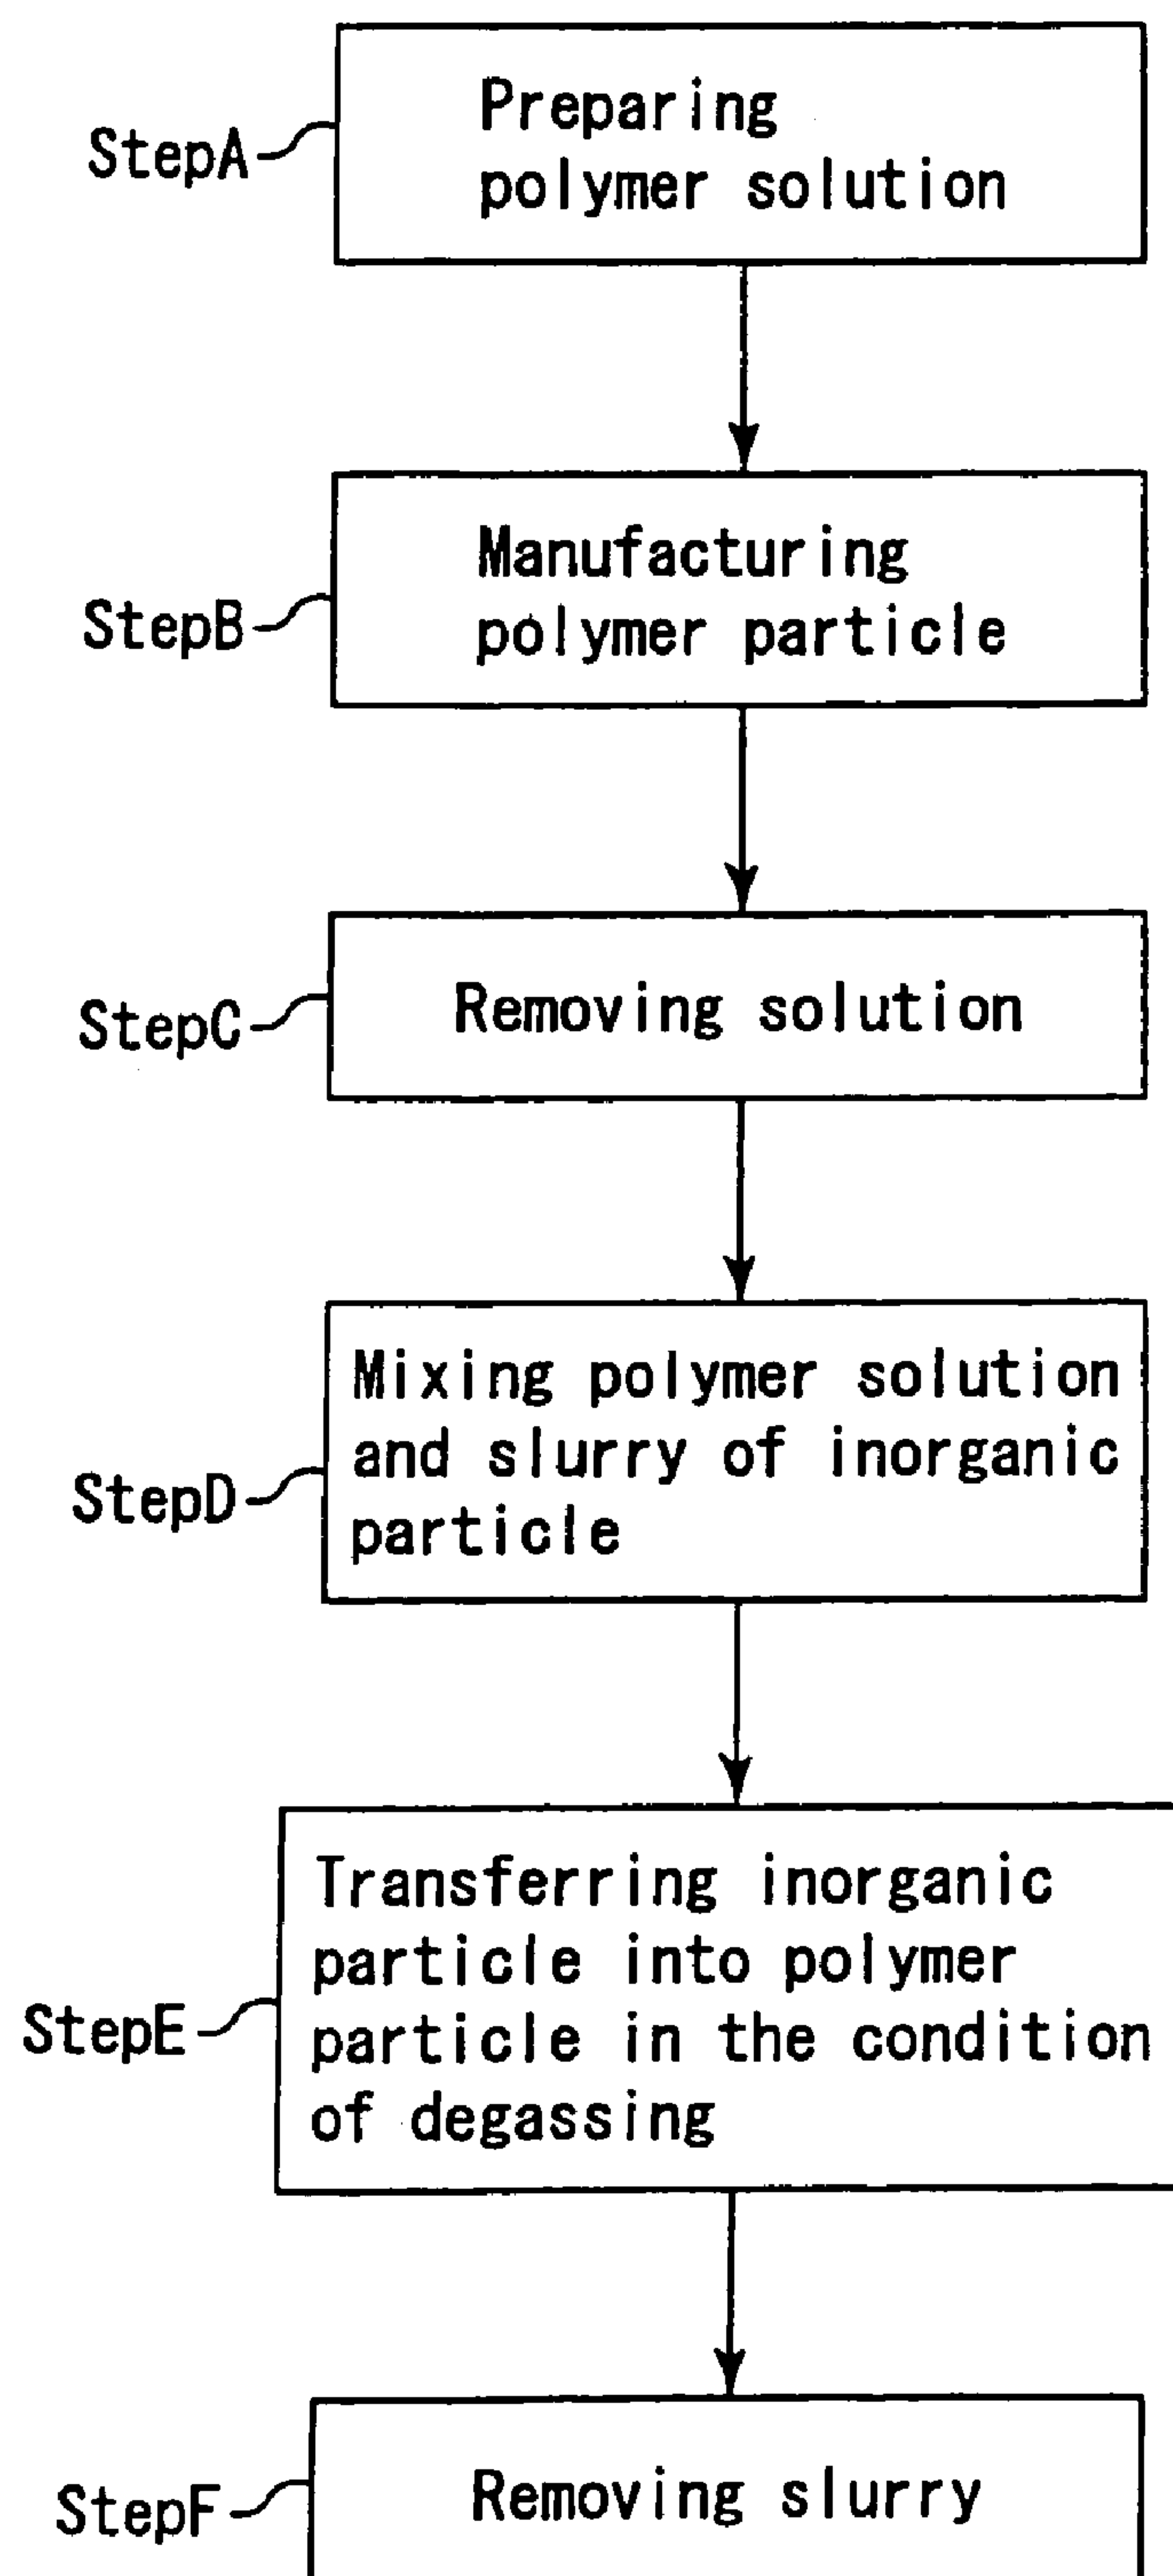 StepA
Preparing
polymer solution
StepB
Manufacturing
polymer particle
StepC
Removing solution
StepD
Mixing polymer solution
and slurry of inorganic
particle
StepE
Transferring inorganic
particle into polymer
particle in the condition
of degassing
StepF
Removing slurry